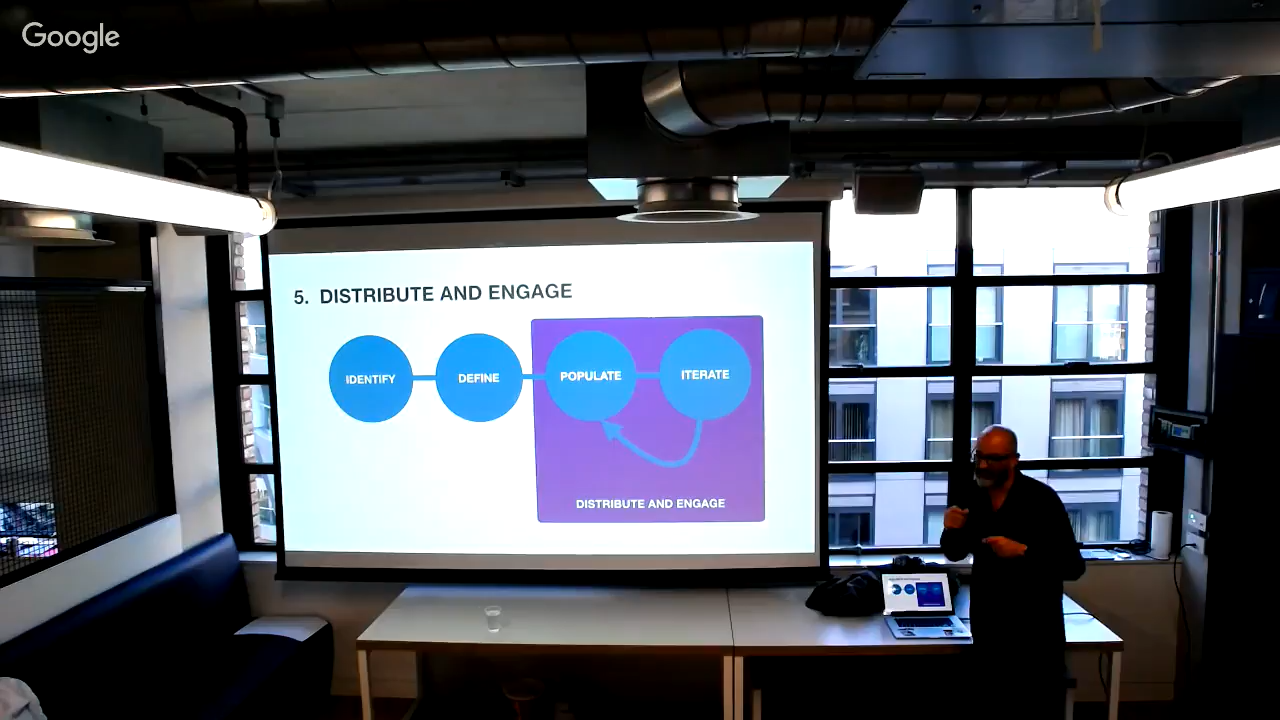 Google
5. DISTRIBUTE AND ENGAGE
IDENTIFY
DEFINE
POPULATE
ITERATE
DISTRIBUTE AND ENGAGE